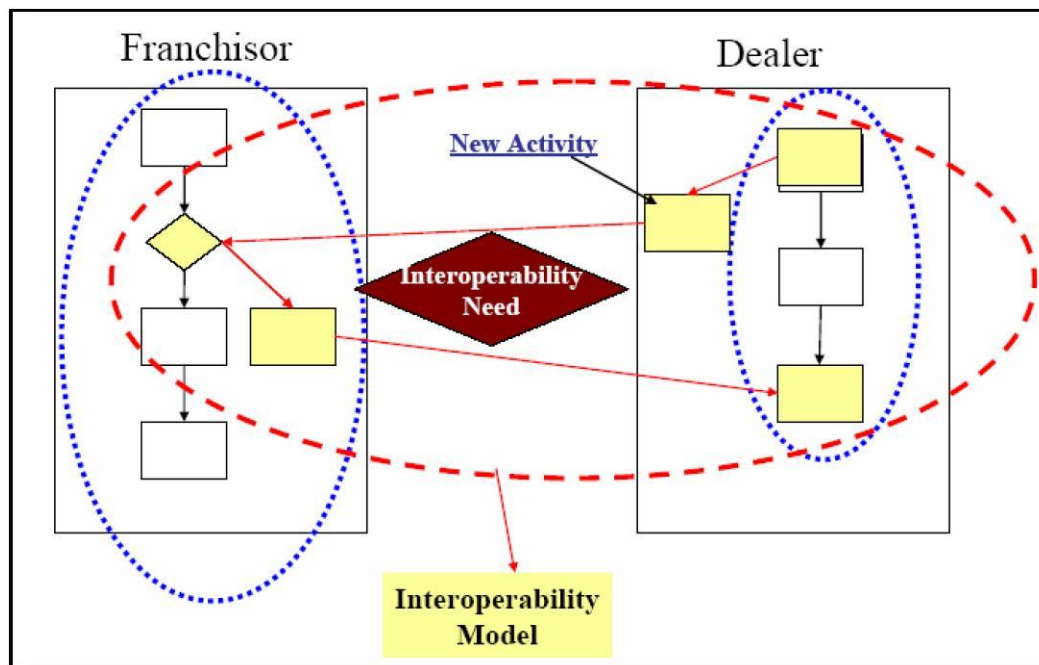 Franchisor
Dealer
New Activity
Interoperability
Need
Interoperability
Model